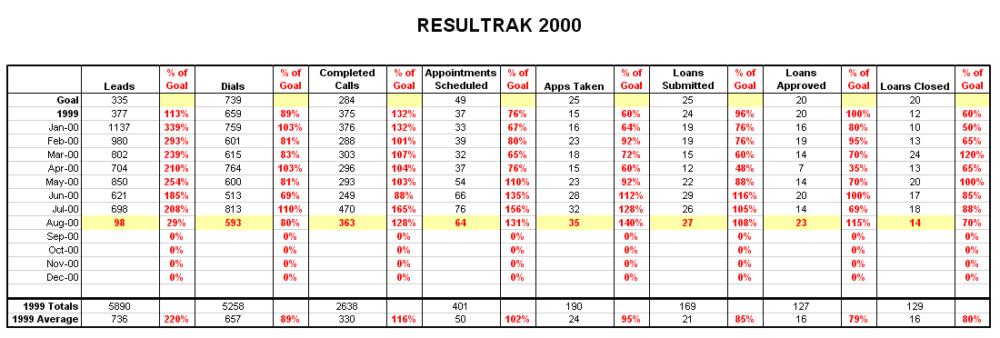 RESULTRAK 2000
Leads % of Goal Dials % of Goal Completed Calls % of Goal Appointments Scheduled % of Goal Apps Taken % of Goal Loans Submitted % of Goal Loans Approved % of Goal Loans Closed % of Goal
Goal 335 739 284 49 25 25 20 20
1999 377 113% 659 89% 375 132% 37 76% 15 60% 24 96% 20 100% 12 60%
Jan-00 1137 339% 759 103% 376 132% 33 67% 16 64% 19 76% 16 80% 10 50%
Feb-00 980 293% 601 81% 288 101% 39 80% 23 92% 19 76% 19 95% 13 65%
Mar-00 802 239% 615 83% 303 107% 32 65% 18 72% 15 60% 14 70% 24 120%
Apr-00 704 210% 764 103% 296 104% 37 76% 15 60% 12 48% 7 35% 13 65%
May-00 850 254% 600 81% 293 103% 54 110% 23 92% 22 88% 14 70% 20 100%
Jun-00 621 185% 513 69% 249 88% 66 135% 28 112% 29 116% 20 100% 17 85%
Jul-00 698 208% 813 110% 470 165% 76 156% 32 128% 26 105% 14 69% 18 88%
Aug-00 98 29% 593 80% 363 128% 64 131% 35 140% 27 108% 23 115% 14 70%
Sep-00 0% 0% 0% 0% 0% 0% 0% 0%
Oct-00 0% 0% 0% 0% 0% 0% 0% 0%
Nov-00 0% 0% 0% 0% 0% 0% 0% 0%
Dec-00 0% 0% 0% 0% 0% 0% 0% 0%
1999 Totals 5890 5258 2638 401 190 169 127 129
1999 Average 736 220% 657 89% 330 116% 50 102% 24 95% 21 85% 16 79% 16 80%